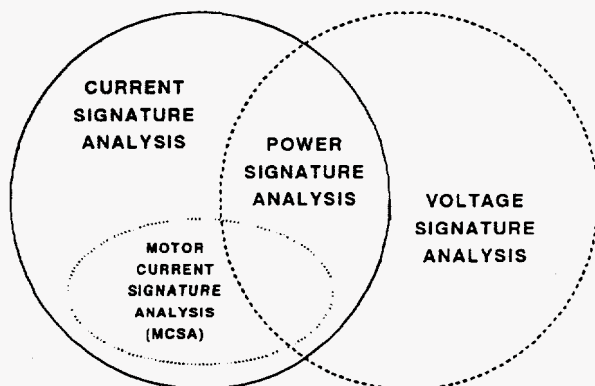 CURRENT
SIGNATURE
ANALYSIS
POWER
SIGNATURE
ANALYSIS
VOLTAGE
SIGNATURE
ANALYSIS
MOTOR
CURRENT
SIGNATURE
ANALYSIS
(MCSA)